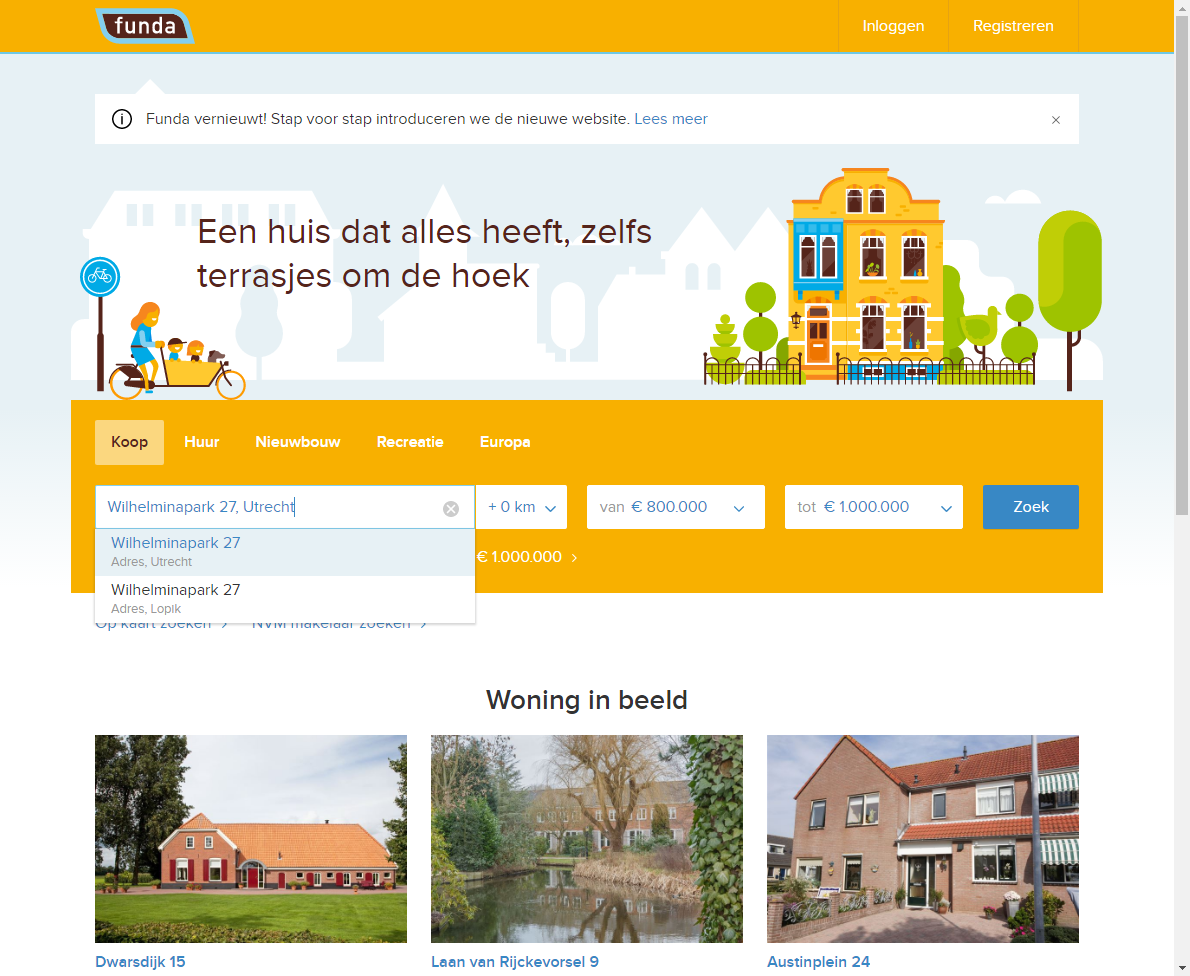 funda
Inloggen
Registreren
Funda vernieuwt! Stap voor stap introduceren we de nieuwe website. Lees meer
Een huis dat alles heeft, zelfs
terrasjes om de hoek
Koop
Huur
Nieuwbouw
Recreatie
Europa
Wilhelminapark 27, Utrecht
+ 0 km
van € 800.000
tot € 1.000.000
Zoek
Wilhelminapark 27
Adres, Utrecht
€ 1.000.000
Wilhelminapark 27
Adres, Lopik
Op kaart zoeken
NVM makelaar zoeken
Woning in beeld
Dwarsdijk 15
Laan van Rijckevorsel 9
Austinplein 24